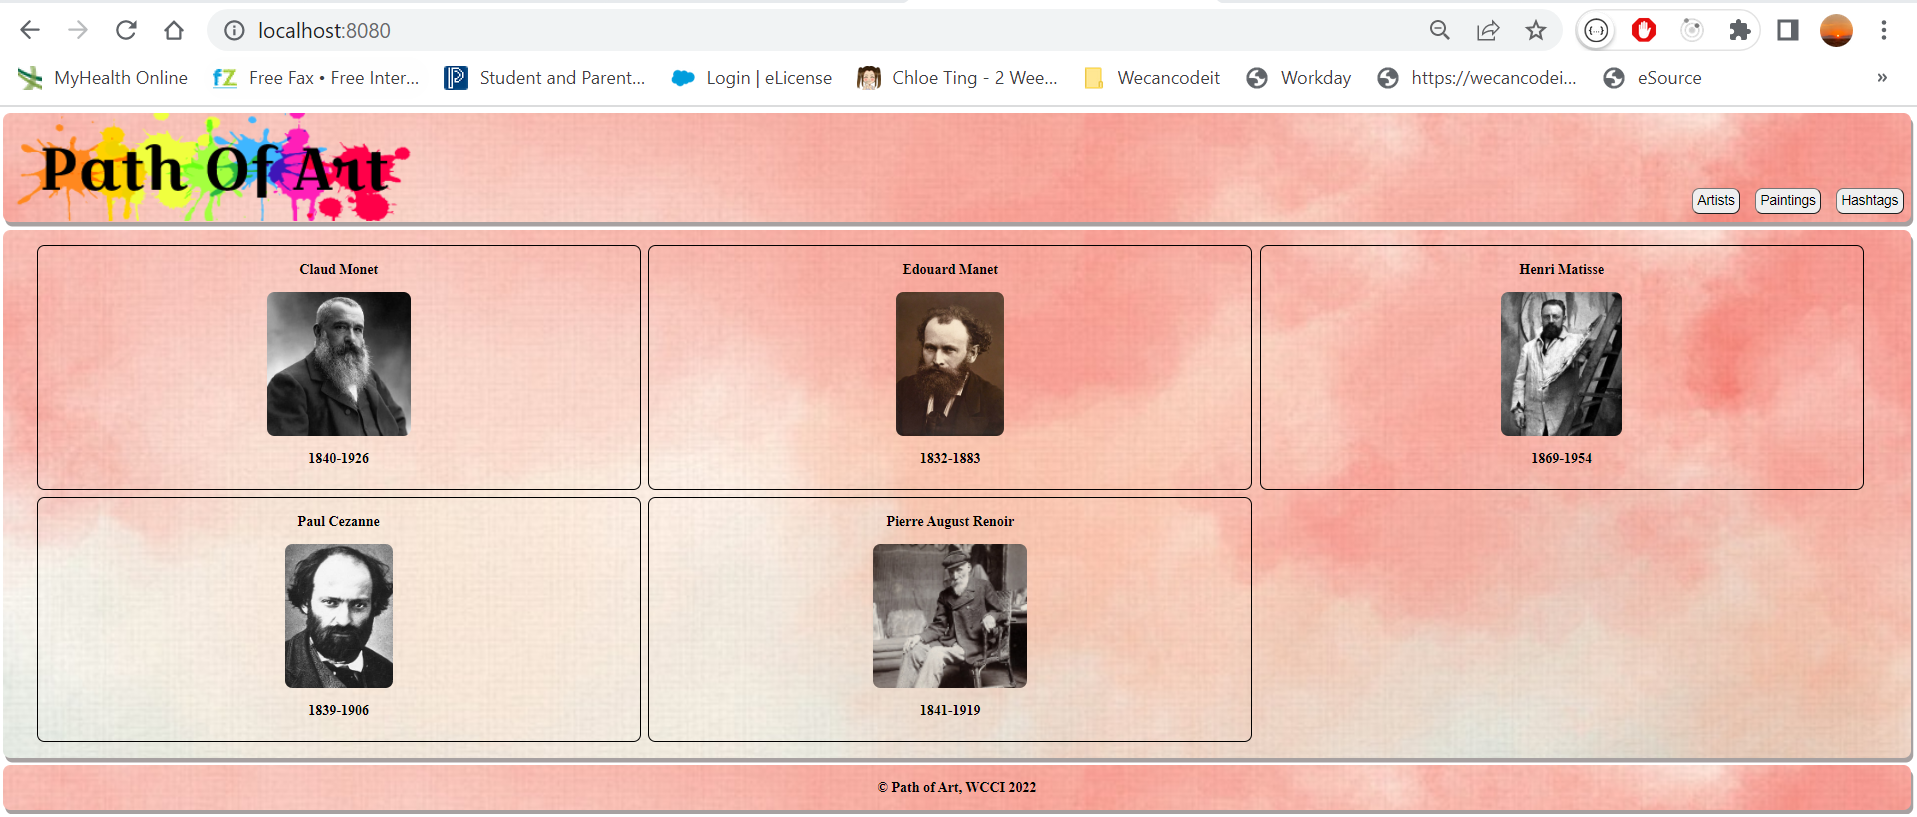 localhost:8080
MyHealth Online
Free Fax • Free Inter...
Student and Parent...
Login | eLicense
Chloe Ting - 2 Wee...
Wecancodeit
Workday
https://wecancodei...
eSource
»
Path Of Art
Artists
Paintings
Hashtags
Claud Monet
Edouard Manet
Henri Matisse
1840-1926
1832-1883
1869-1954
Paul Cezanne
Pierre August Renoir
1839-1906
1841-1919
© Path of Art, WCCI 2022